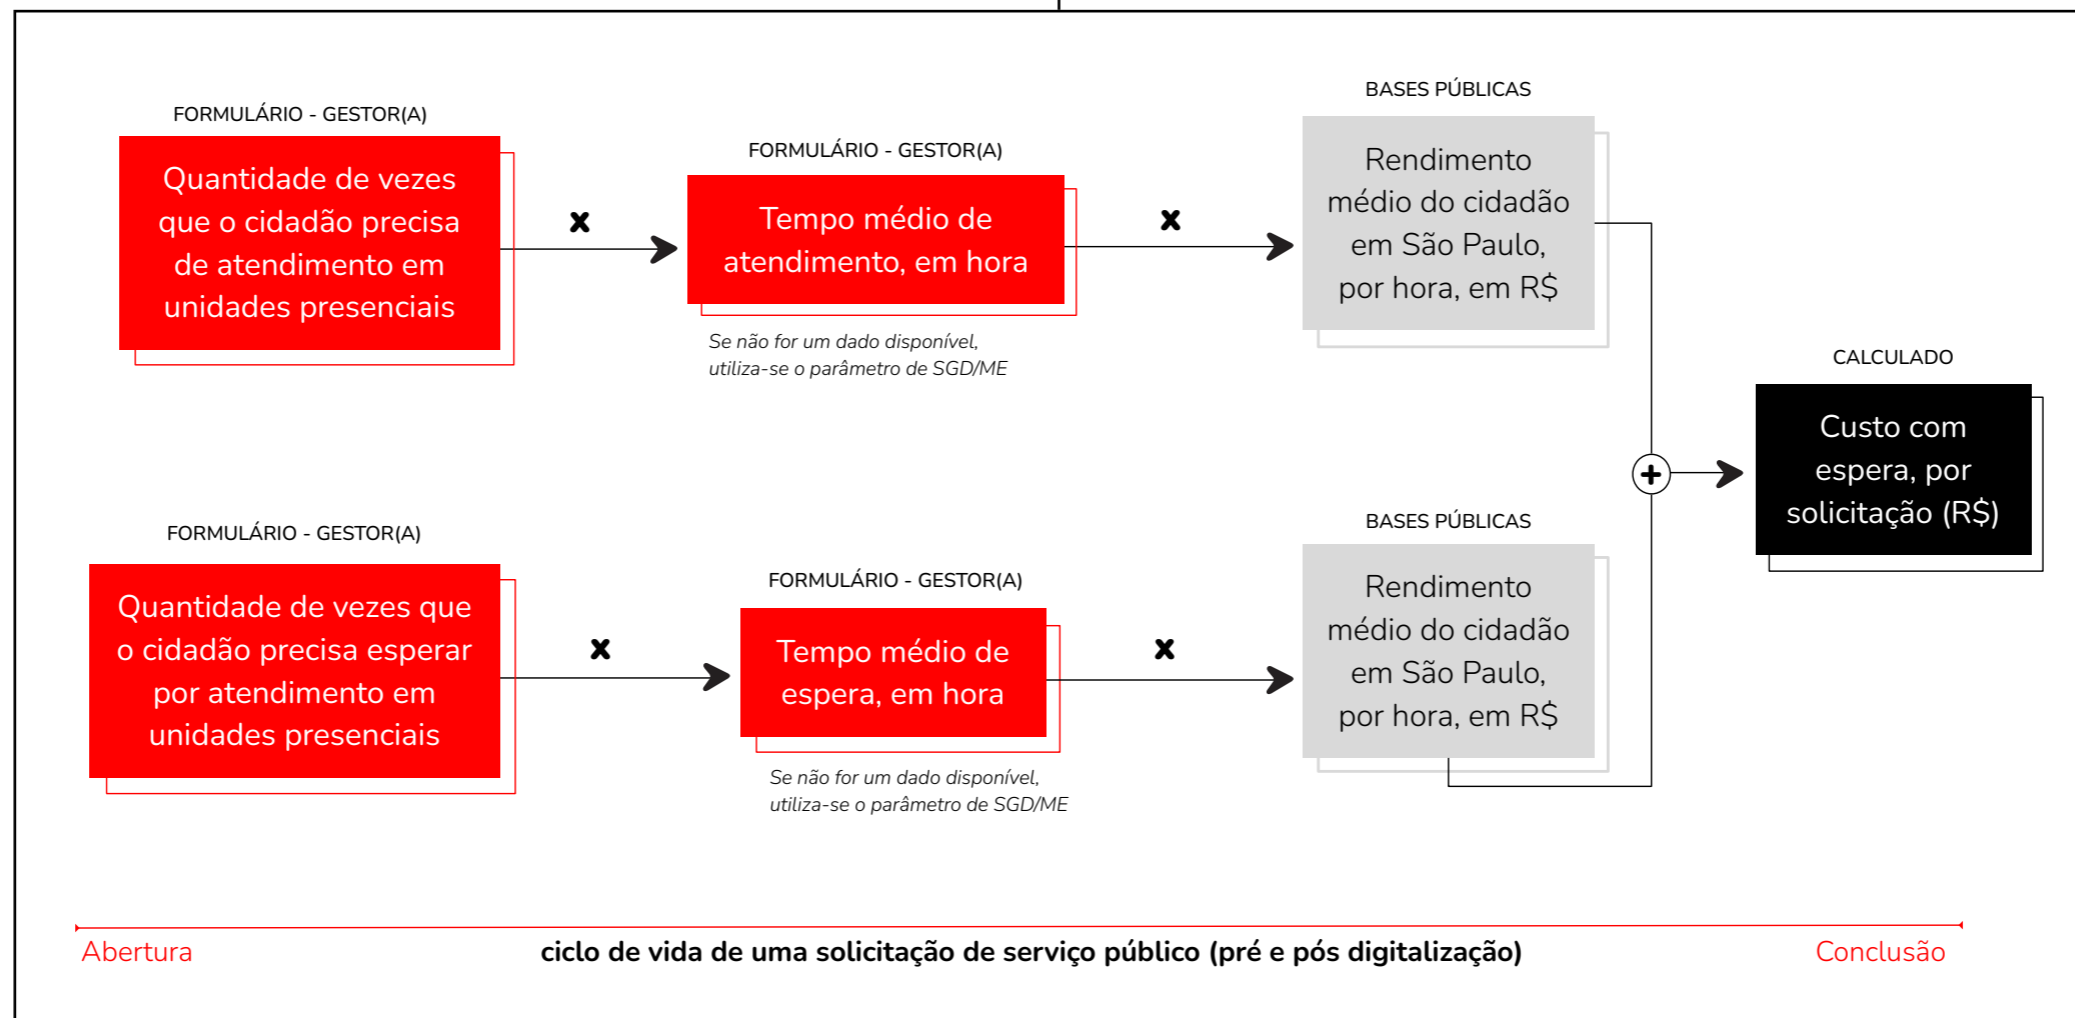 FORMULÁRIO - GESTOR(A)
Quantidade de vezes
que o cidadão precisa
de atendimento em
unidades presenciais
x
FORMULÁRIO - GESTOR(A)
Tempo médio de
atendimento, em hora
Se não for um dado disponível,
utiliza-se o parâmetro de SGD/ME
x
BASES PÚBLICAS
Rendimento
médio do cidadão
em São Paulo,
por hora, em R$
FORMULÁRIO - GESTOR(A)
Quantidade de vezes que
o cidadão precisa esperar
por atendimento em
unidades presenciais
x
FORMULÁRIO - GESTOR(A)
Tempo médio de
espera, em hora
Se não for um dado disponível,
utiliza-se o parâmetro de SGD/ME
x
BASES PÚBLICAS
Rendimento
médio do cidadão
em São Paulo,
por hora, em R$
+
CALCULADO
Custo com
espera, por
solicitação (R$)
Abertura
ciclo de vida de uma solicitação de serviço público (pré e pós digitalização)
Conclusão